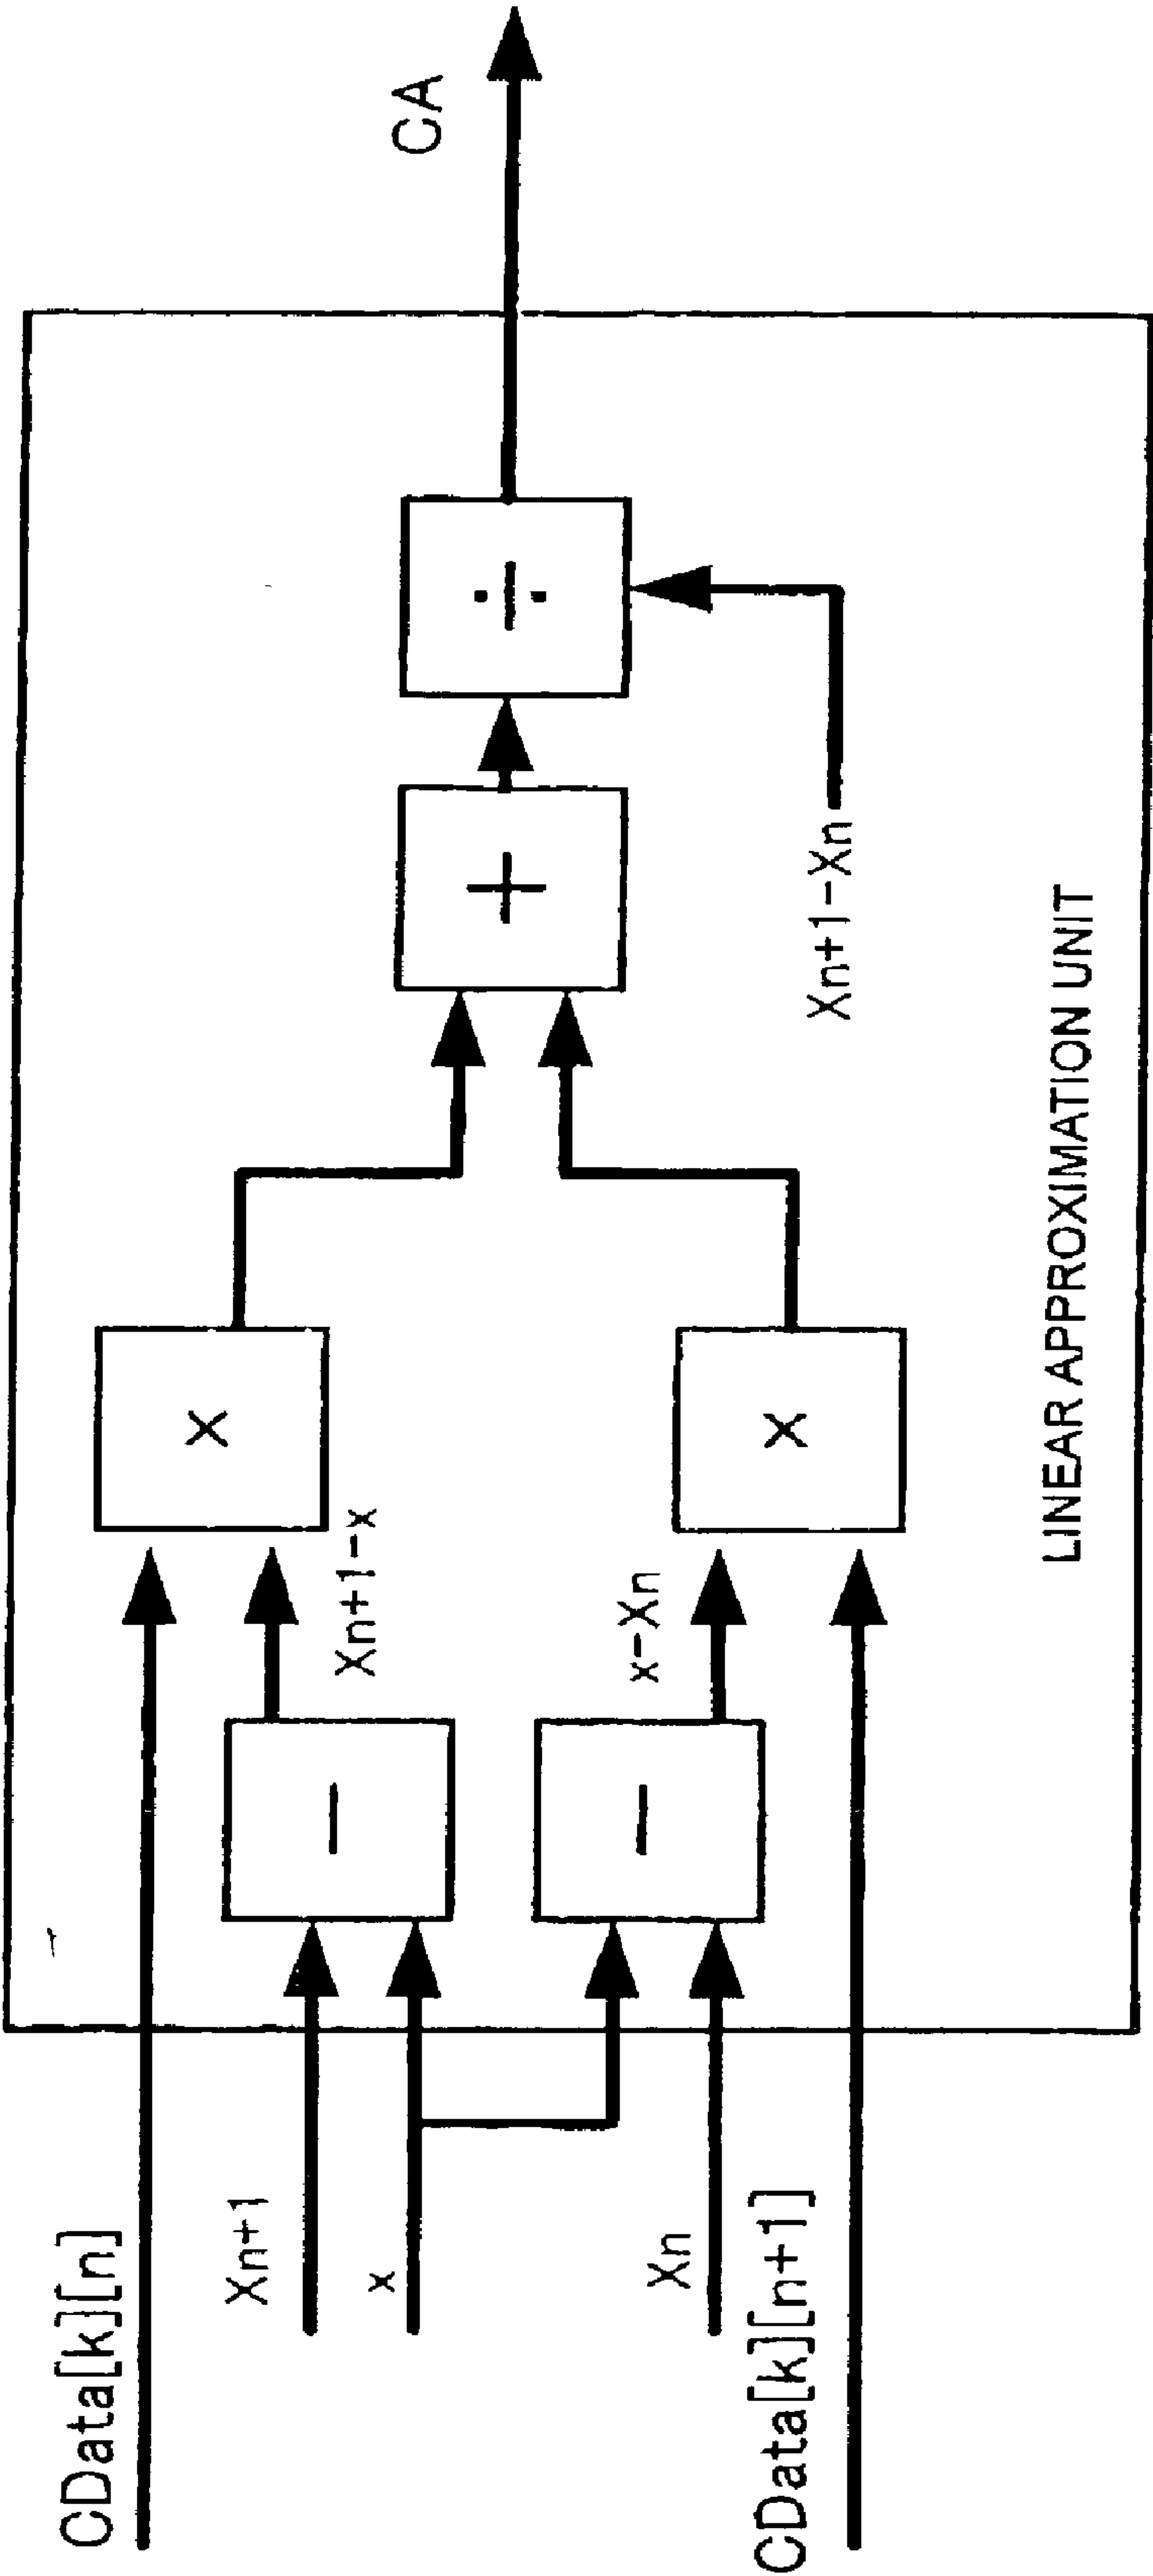 CData[k][n]
Xn+1
x
Xn
CData[k][n+1]
−
−
Xn+1−x
x−Xn
×
×
+
÷
Xn+1−Xn
CA
LINEAR APPROXIMATION UNIT